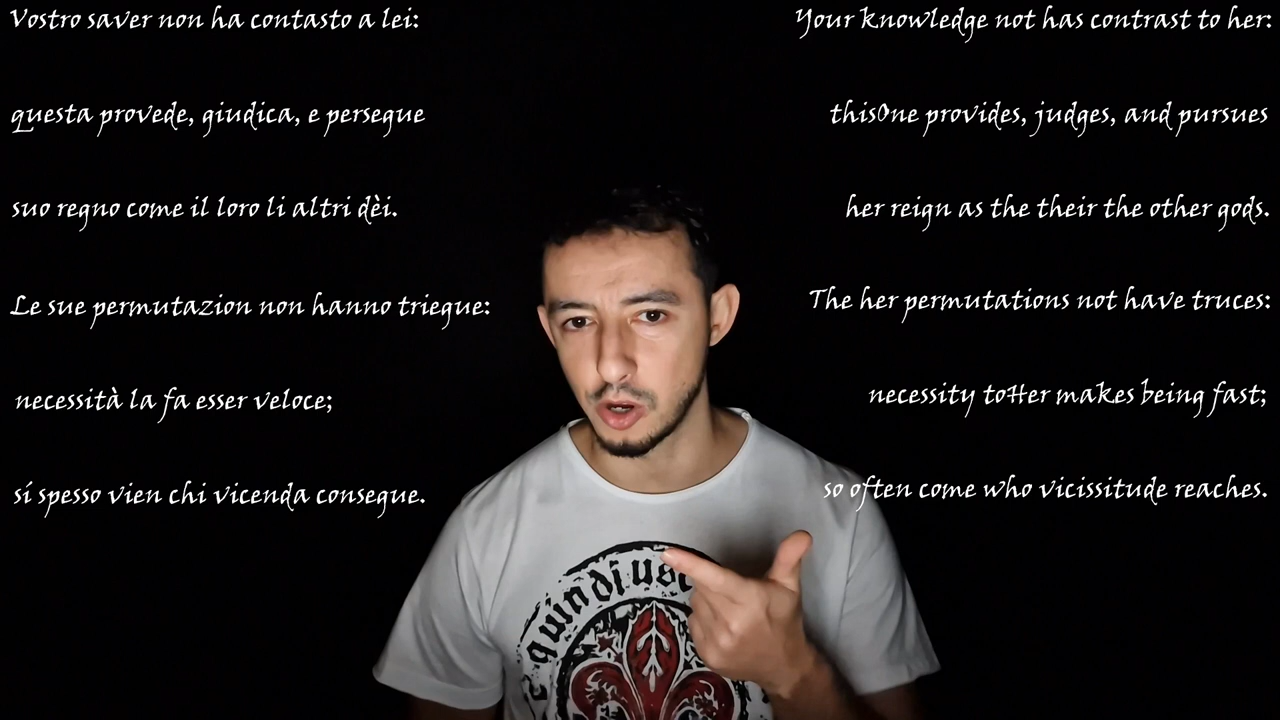 Vostro saver non ha contasto a lei:
questa provede, giudica, e persegue
suo regno come il loro li altri dèi.
Le sue permutazion non hanno triegue:
necessità la fa esser veloce;
sí spesso vien chi vicenda consegue.
Your knowledge not has contrast to her:
thisOne provides, judges, and pursues
her reign as the their the other gods.
The her permutations not have truces:
necessity toHer makes being fast;
so often come who vicissitude reaches.
E quindi